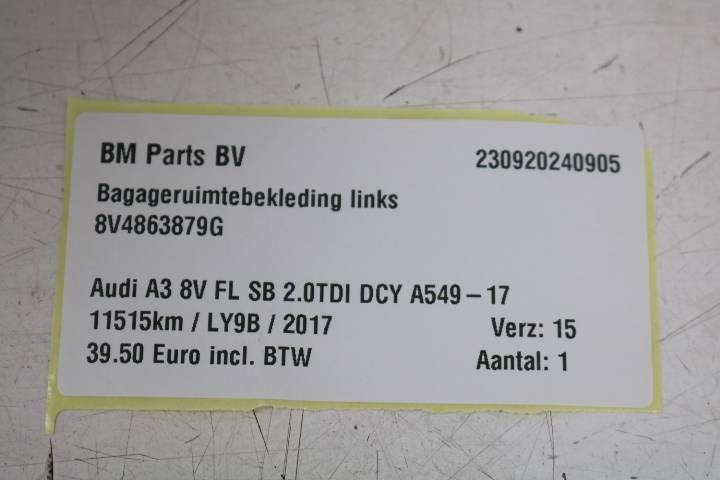 BM Parts BV 230920240905
Bagageruimtebekleding links
8V4863879G
Audi A3 8V FL SB 2.0TDI DCY A549-17
11515km / LY9B / 2017 Verz: 15
39.50 Euro incl. BTW Aantal: 1